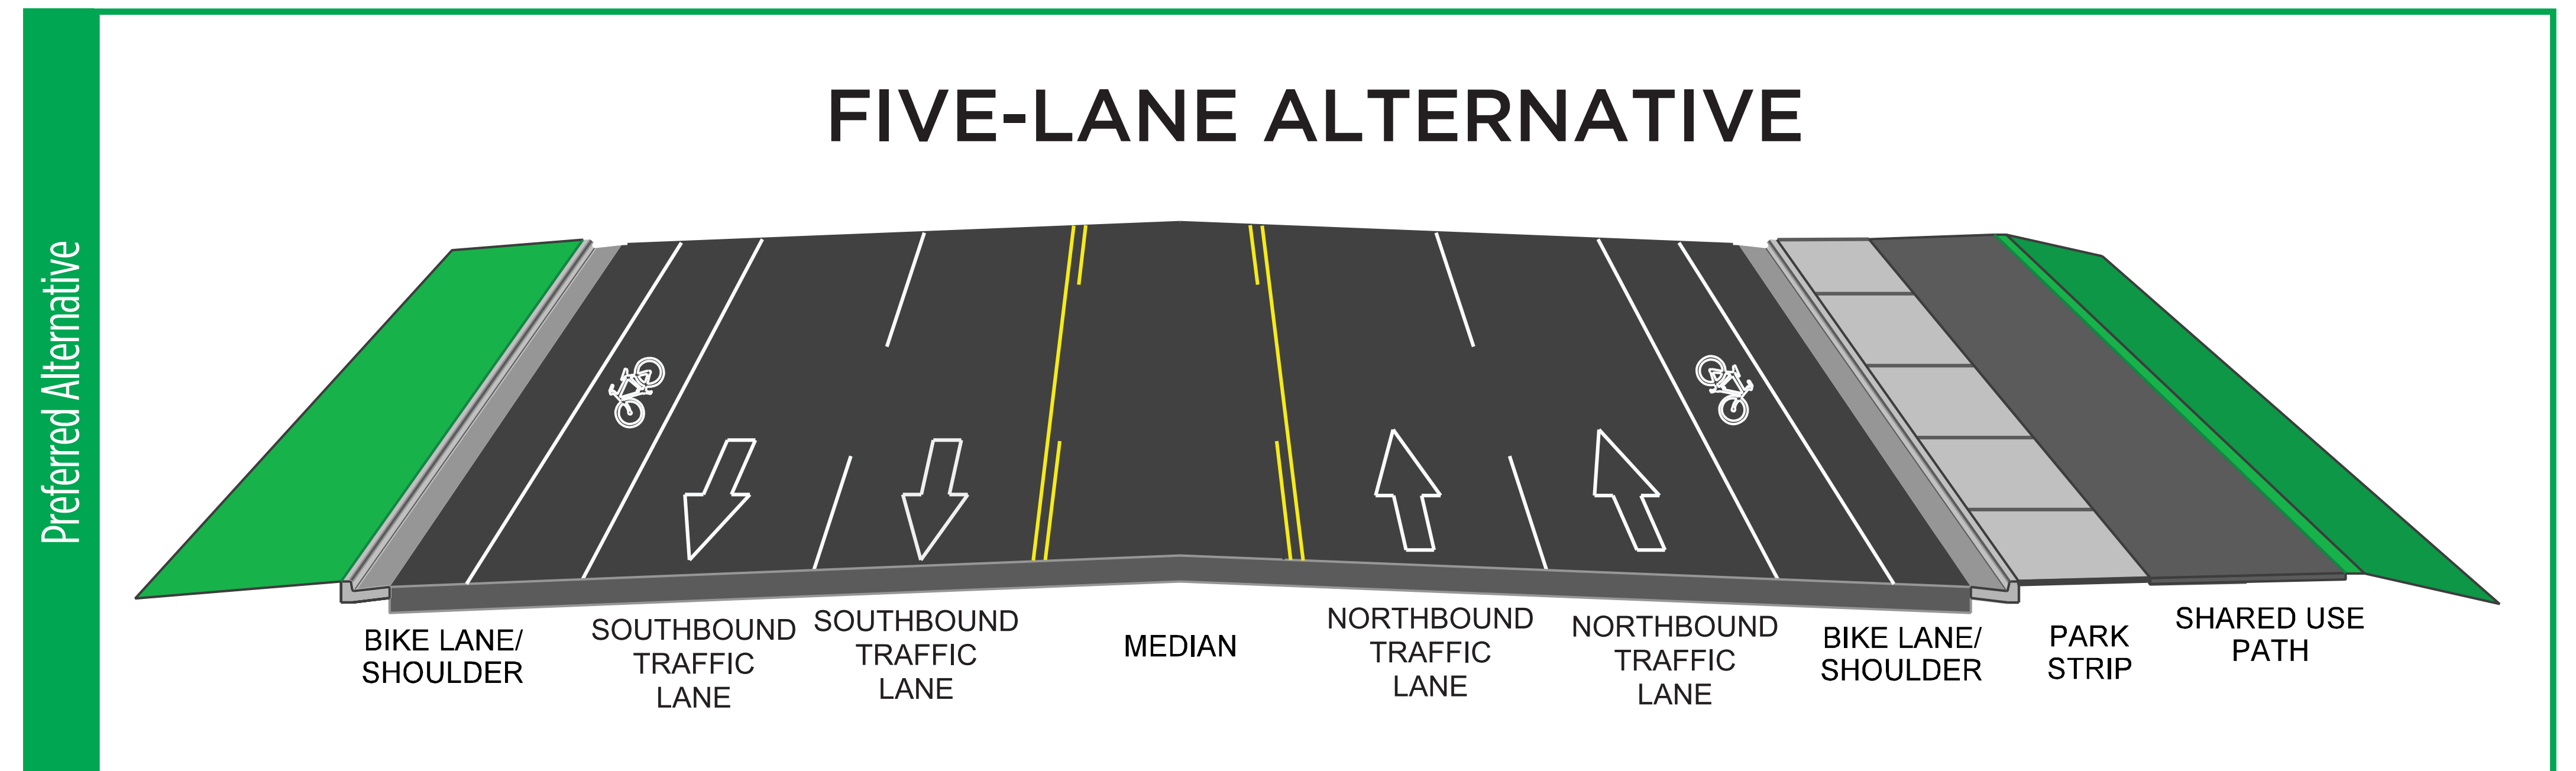 Preferred Alternative
FIVE-LANE ALTERNATIVE
BIKE LANE/
SHOULDER
SOUTHBOUND
TRAFFIC
LANE
SOUTHBOUND
TRAFFIC
LANE
MEDIAN
NORTHBOUND
TRAFFIC
LANE
NORTHBOUND
TRAFFIC
LANE
BIKE LANE/
SHOULDER
PARK
STRIP
SHARED USE
PATH